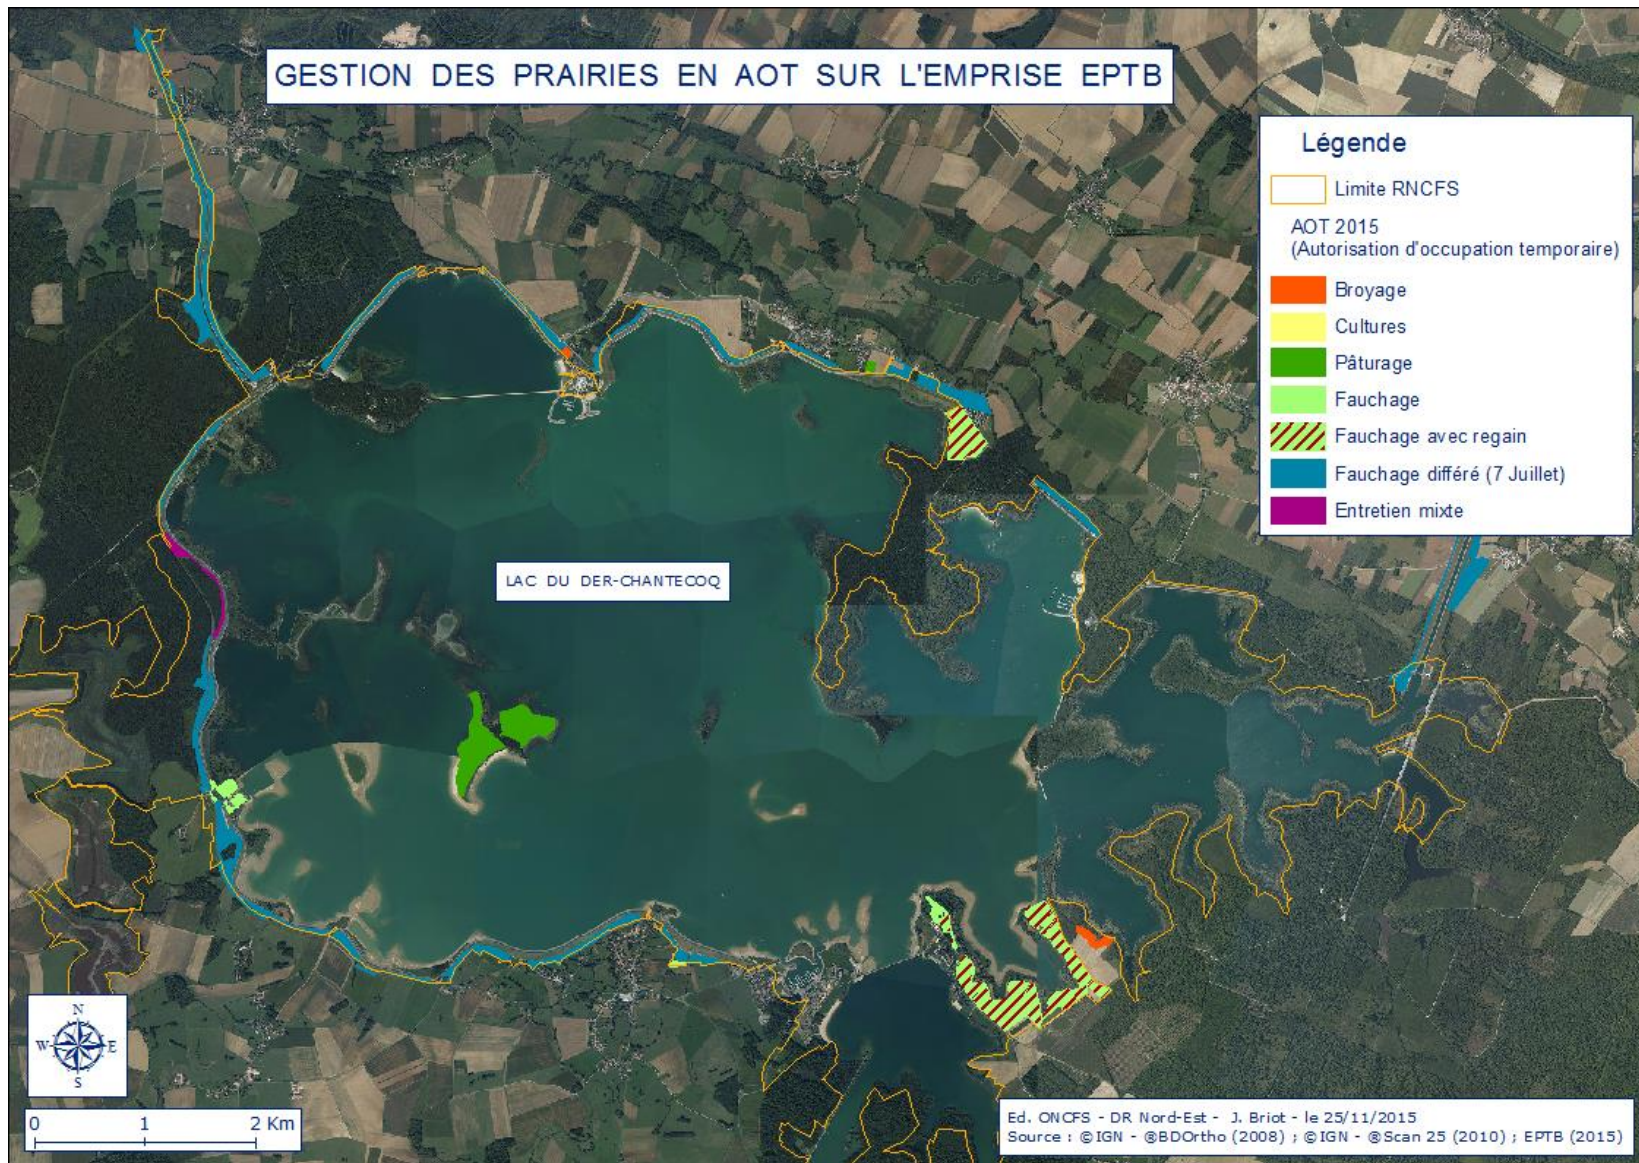 GESTION DES PRAIRIES EN AOT SUR L'EMPRISE EPTB
Légende
Limite RNCFS
AOT 2015
(Autorisation d'occupation temporaire)
Broyage
Cultures
Pâturage
Fauchage
Fauchage avec regain
Fauchage différé (7 Juillet)
Entretien mixte
LAC DU DER-CHANTECOQ
N
W E
S
0 1 2 Km
Ed. ONCFS - DR Nord-Est - J. Briot - le 25/11/2015
Source : ©IGN - ®BDOrtho (2008) ; ©IGN - ®Scan 25 (2010) ; EPTB (2015)